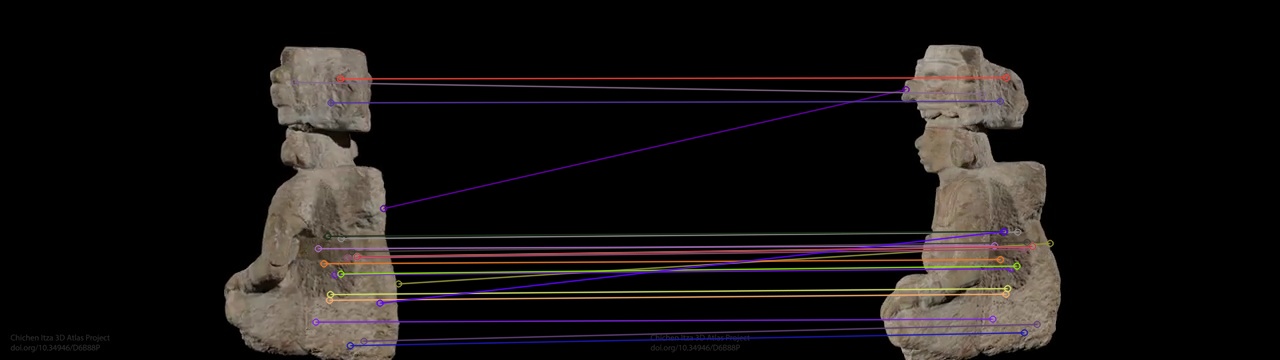 Chichen Itza 3D Atlas Project
doi.org/10.34946/D6B88P
Chichen Itza 3D Atlas Project
doi.org/10.34946/D6B88P